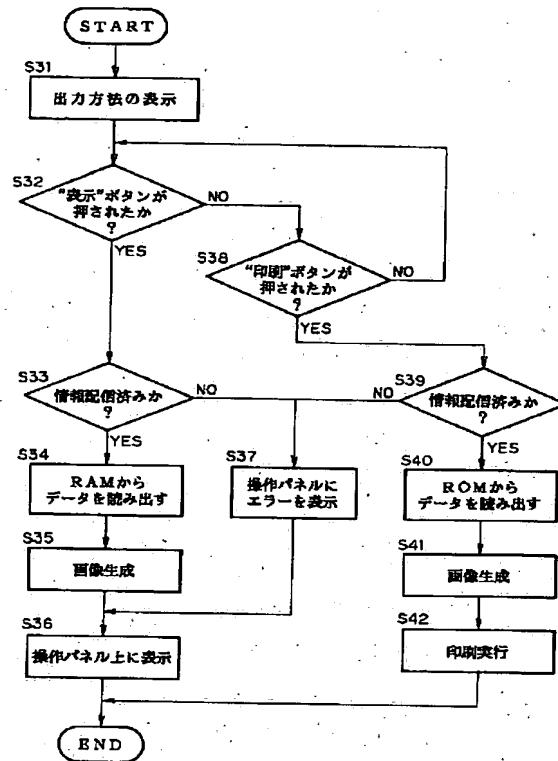 START
S31
出力方法の表示
S32
“表示”ボタンが
押されたか
?
NO
YES
S38
“印刷”ボタンが
押されたか
?
NO
YES
S33
情報配信済みか
?
NO
YES
S39
情報配信済みか
?
NO
YES
S34
RAMから
データを読み出す
S37
操作パネルに
エラーを表示
S40
ROMから
データを読み出す
S35
画像生成
S41
画像生成
S36
操作パネル上に表示
S42
印刷実行
END